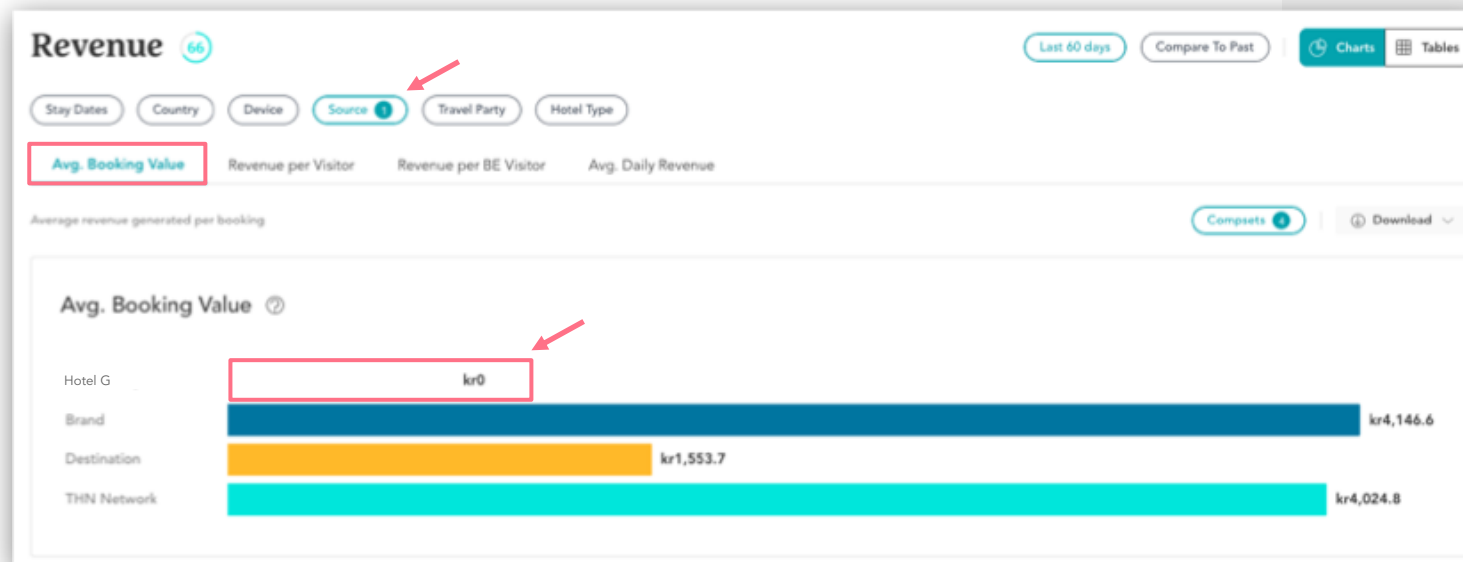 Revenue 66
Last 60 days Compare To Past Charts Tables
Stay Dates Country Device Source 1 Travel Party Hotel Type
Avg. Booking Value Revenue per Visitor Revenue per BE Visitor Avg. Daily Revenue
Average revenue generated per booking
Compsets 4 Download
Avg. Booking Value ?
Hotel G kr0
Brand kr4,146.6
Destination kr1,553.7
THN Network kr4,024.8